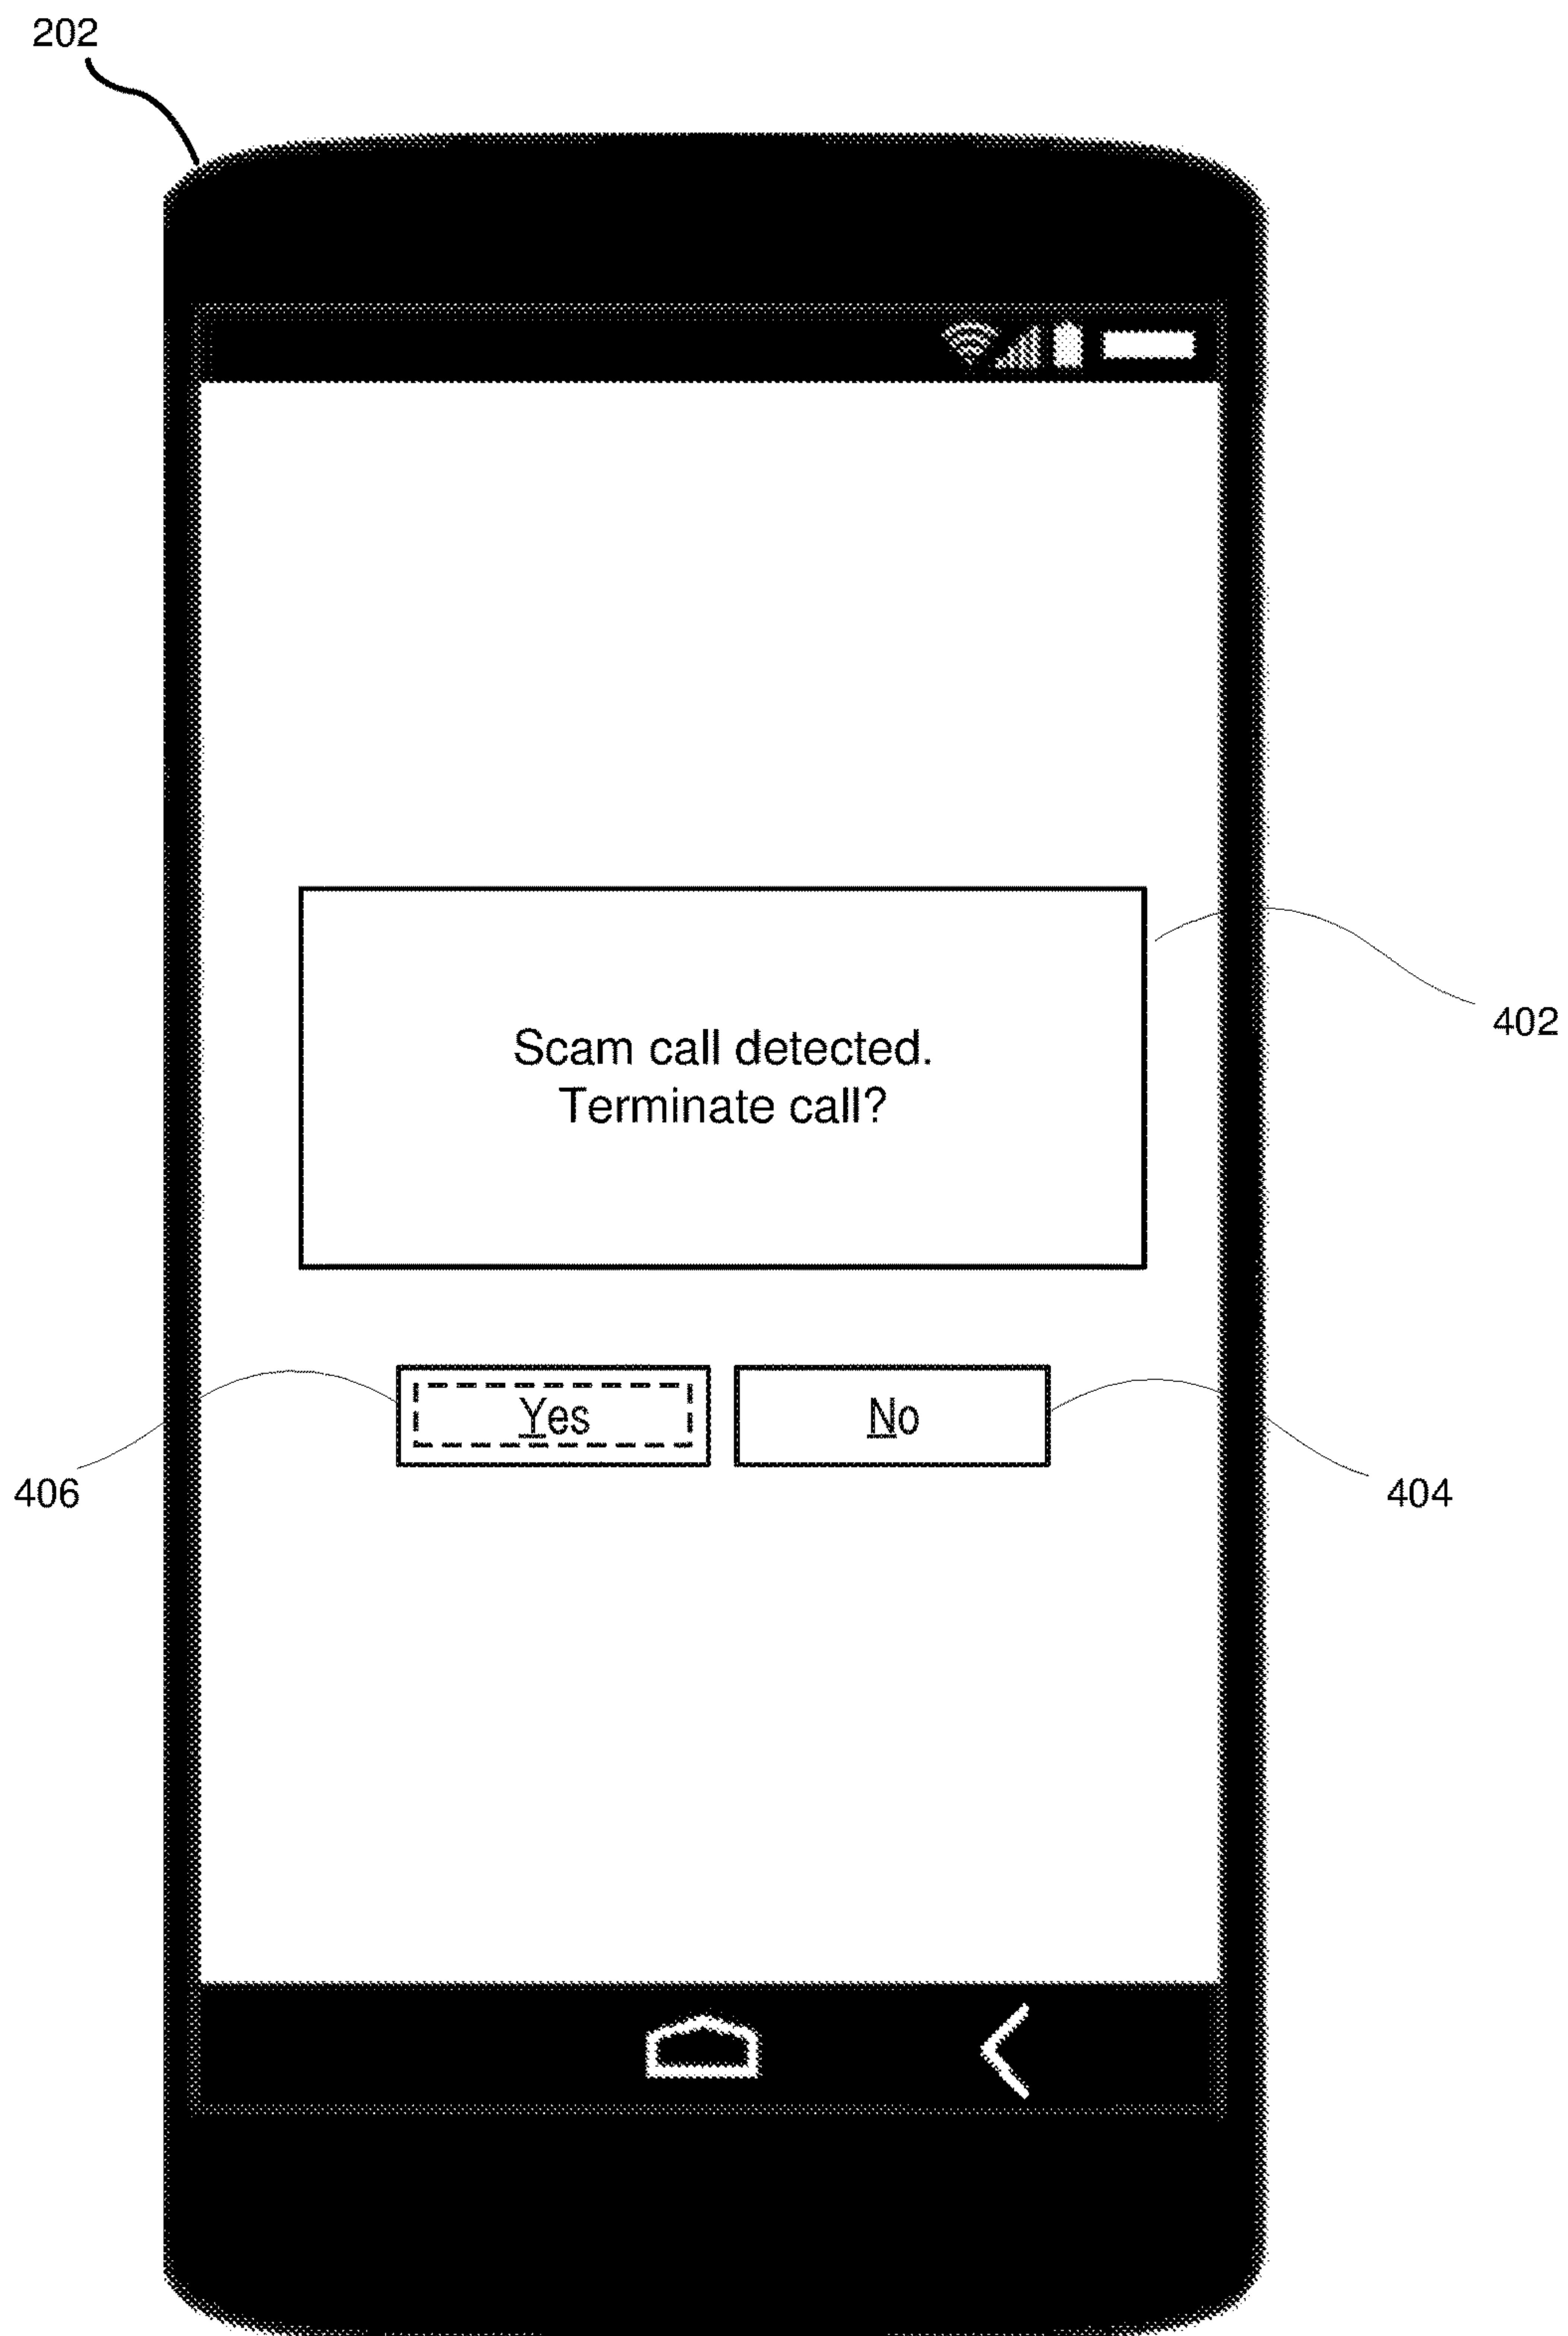 202
Scam call detected.
Terminate call?
402
Yes
No
406
404